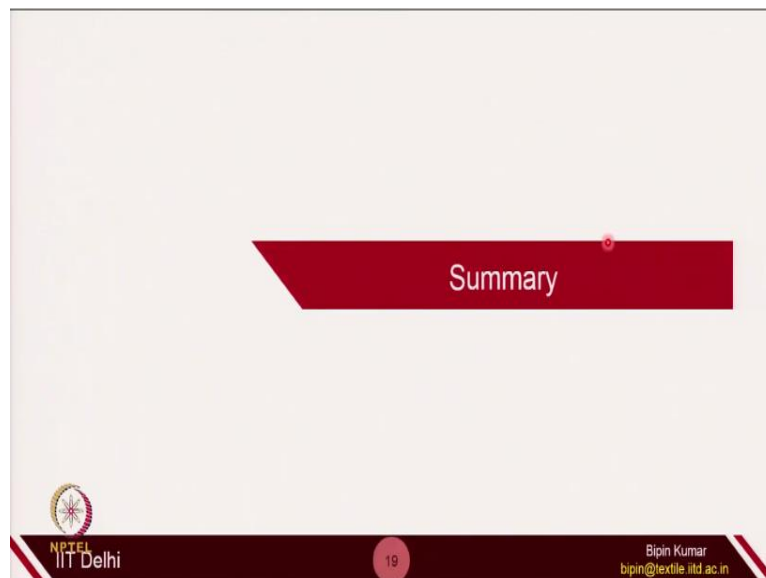 Summary
NPTEL
IIT Delhi
19
Bipin Kumar
bipin@textile.iitd.ac.in